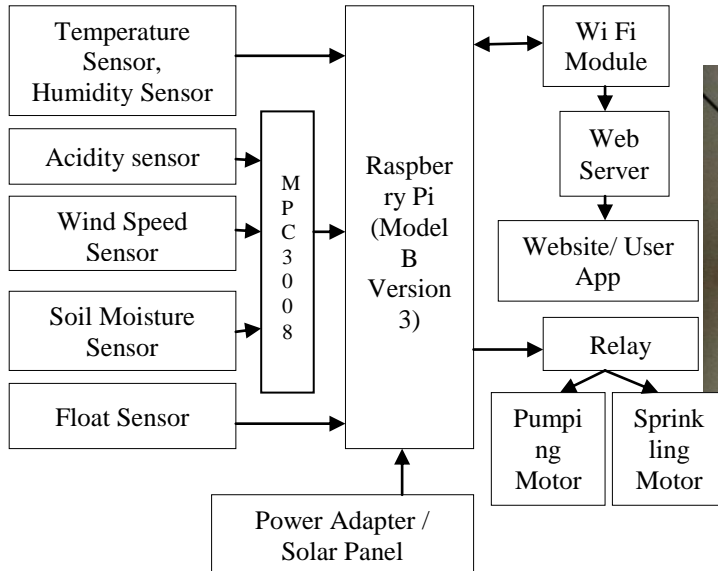 Temperature
Sensor,
Humidity Sensor
Acidity sensor
Wind Speed
Sensor
Soil Moisture
Sensor
Float Sensor
M
P
C
3
0
0
8
Raspber
ry Pi
(Model
B
Version
3)
Power Adapter /
Solar Panel
Wi Fi
Module
Web
Server
Website/ User
App
Relay
Pumpi
ng
Motor
Sprink
ling
Motor